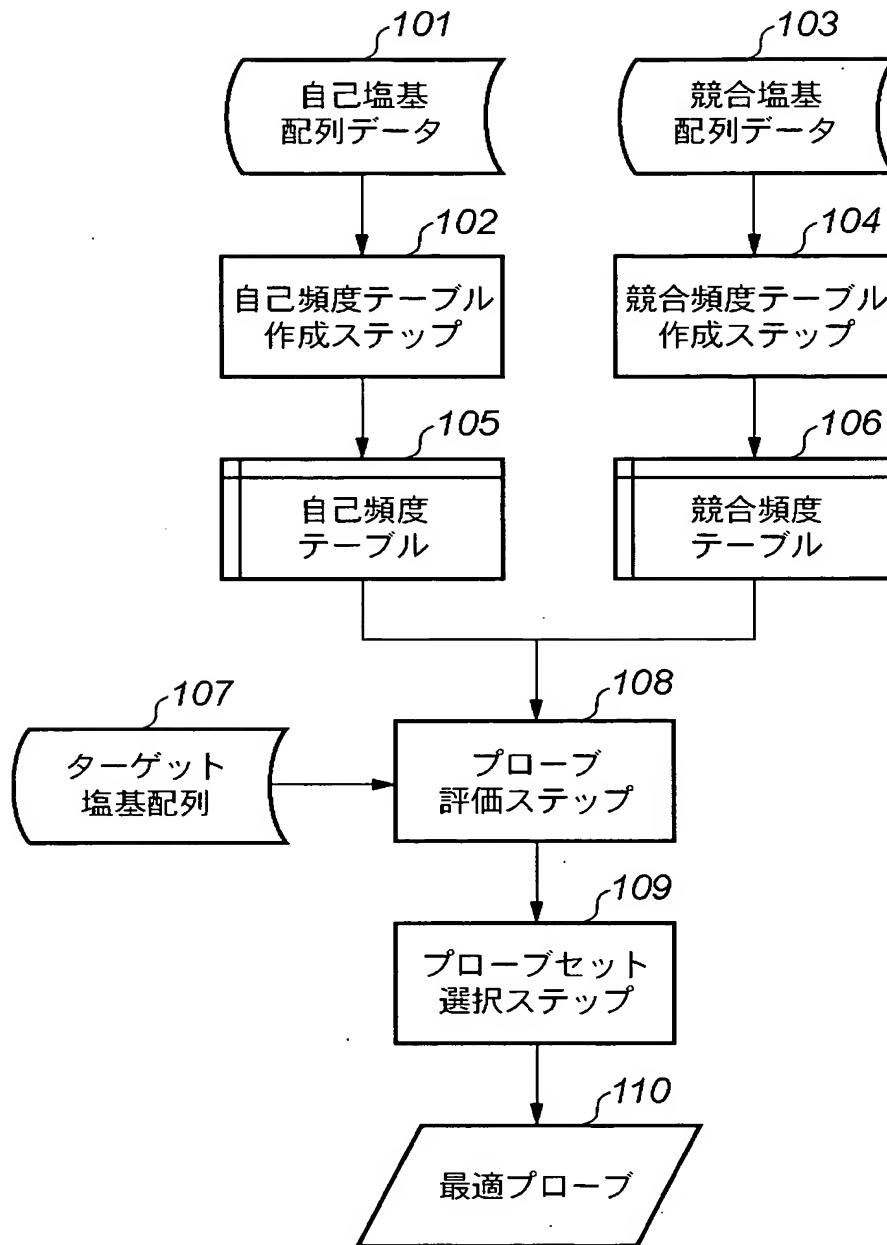 101
自己塩基
配列データ
103
競合塩基
配列データ
102
自己頻度テーブル
作成ステップ
104
競合頻度テーブル
作成ステップ
105
自己頻度
テーブル
106
競合頻度
テーブル
107
ターゲット
塩基配列
108
プローブ
評価ステップ
109
プローブセット
選択ステップ
110
最適プローブ